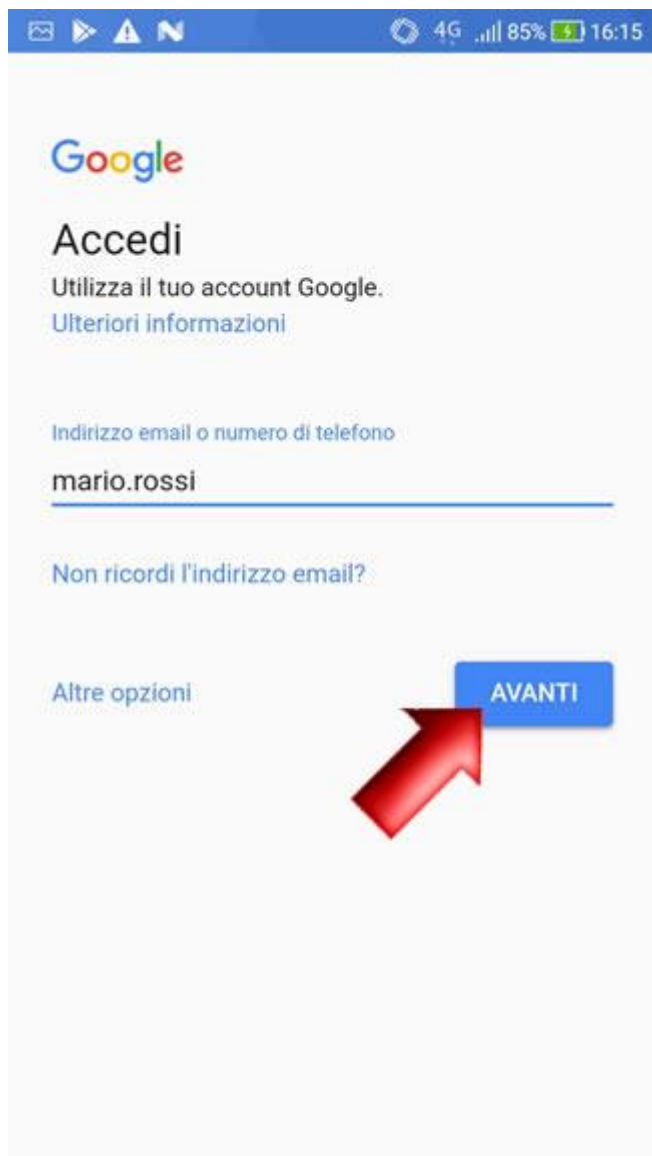 4G 85% 16:15
Google
Accedi
Utilizza il tuo account Google.
Ulteriori informazioni
Indirizzo email o numero di telefono
mario.rossi
Non ricordi l'indirizzo email?
Altre opzioni AVANTI